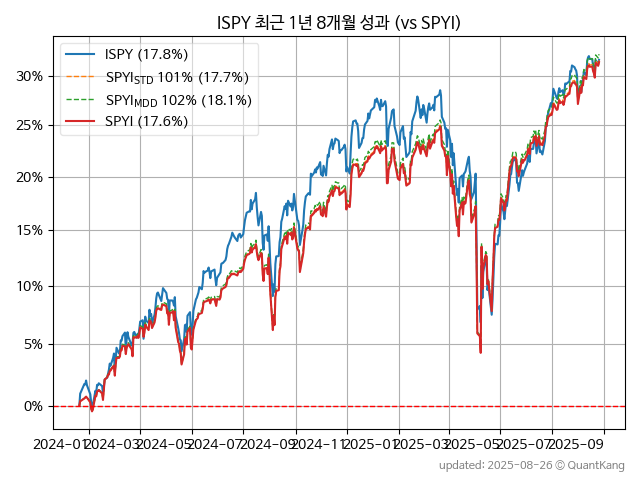 ISPY 최근 1년 8개월 성과 (vs SPYI)
ISPY (17.8%)
SPYI_STD 101% (17.7%)
SPYI_MDD 102% (18.1%)
SPYI (17.6%)
30%
25%
20%
15%
10%
5%
0%
2024-01 2024-03 2024-05 2024-07 2024-09 2024-11 2025-01 2025-03 2025-05 2025-07 2025-09
updated: 2025-08-26 © QuantKang